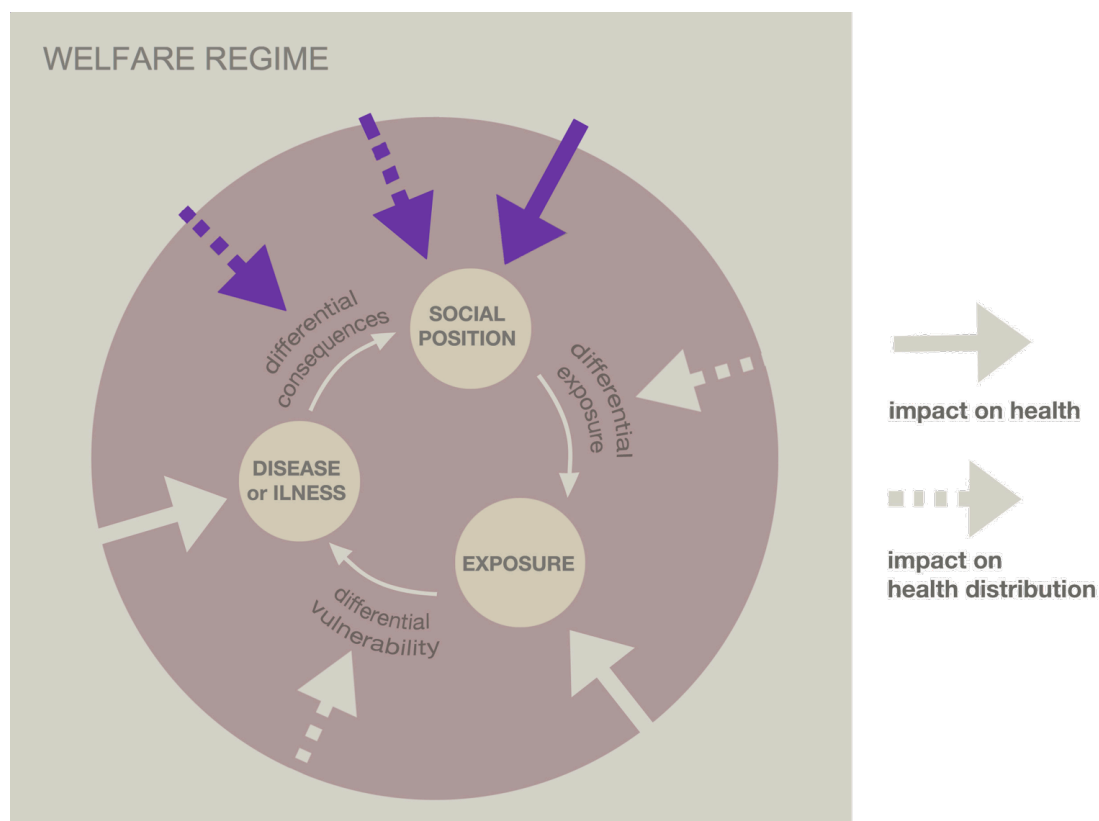 WELFARE REGIME
differential
consequences
SOCIAL
POSITION
differential
exposure
DISEASE
or ILNESS
EXPOSURE
differential
vulnerability
impact on health
impact on
health distribution